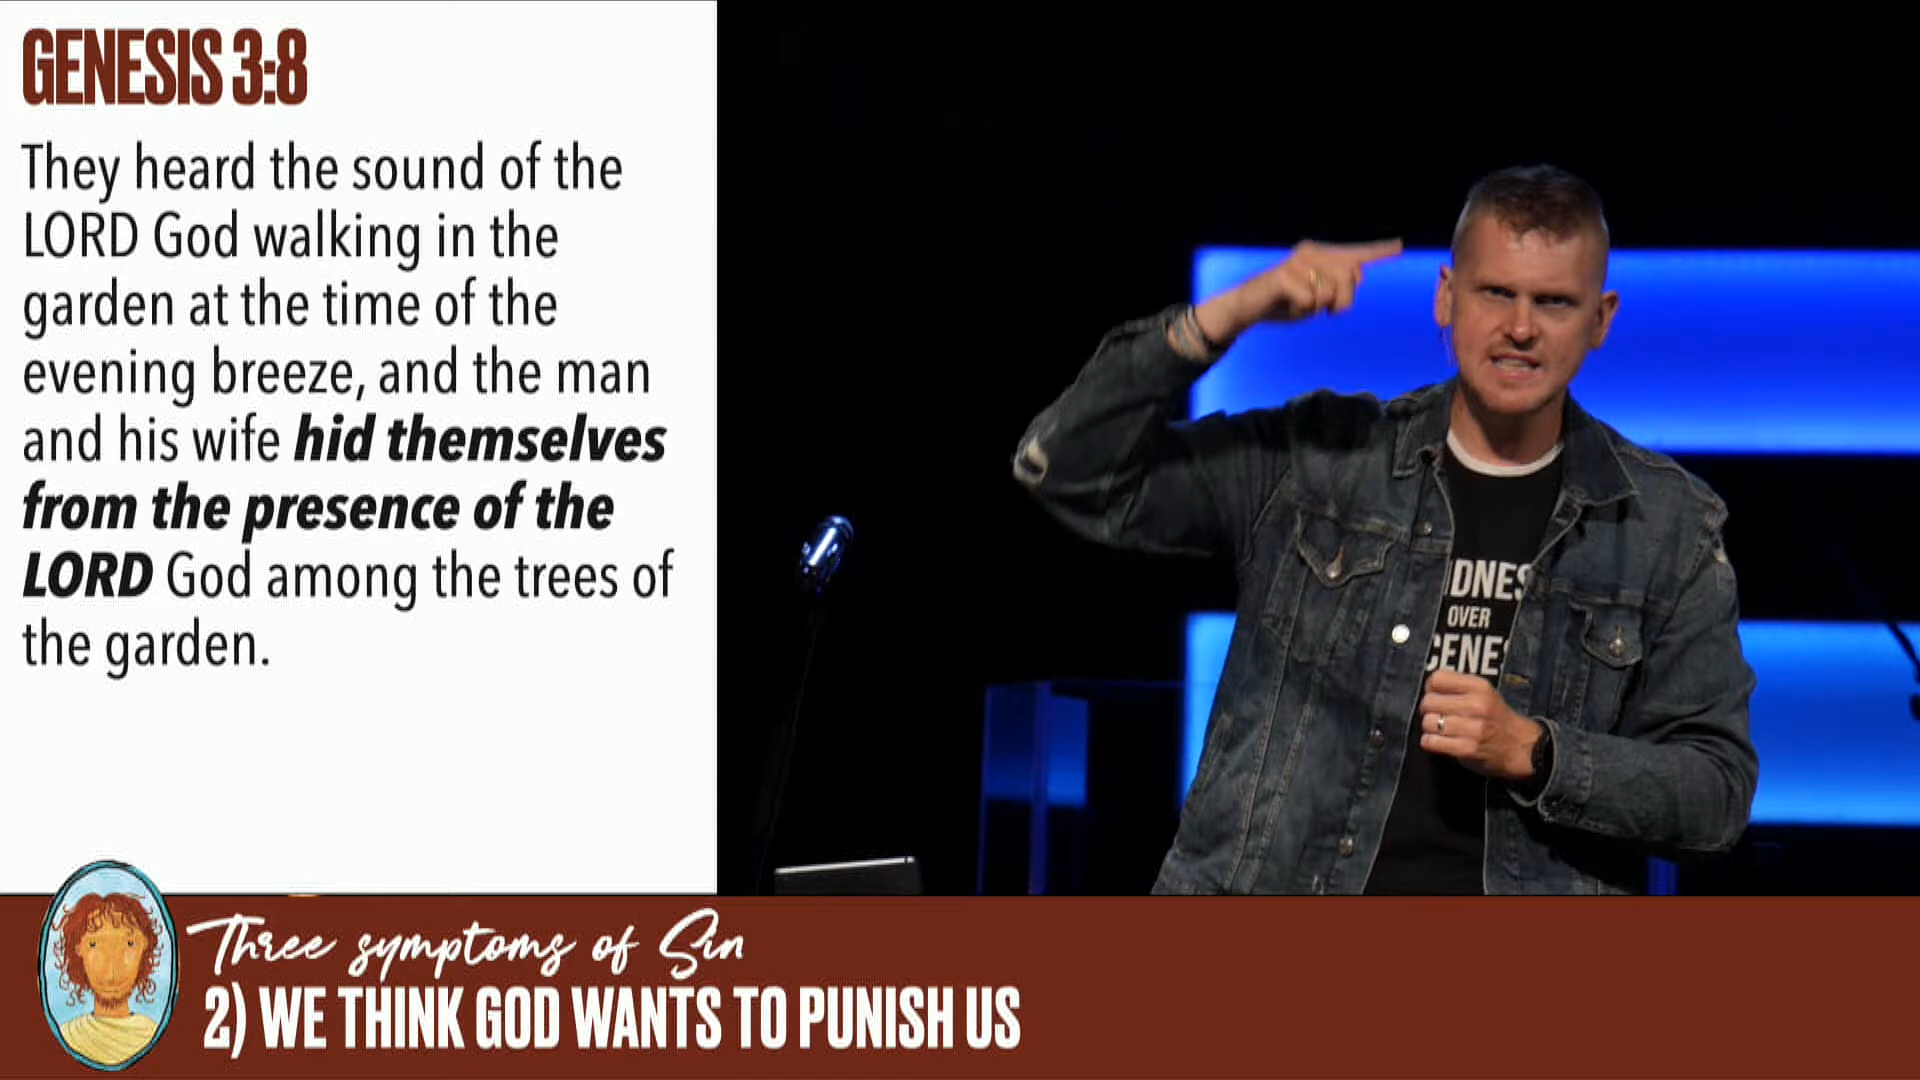 GENESIS 3:8
They heard the sound of the
LORD God walking in the
garden at the time of the
evening breeze, and the man
and his wife hid themselves
from the presence of the
LORD God among the trees of
the garden.
OVER
Three symptoms of Sin
2) WE THINK GOD WANTS TO PUNISH US